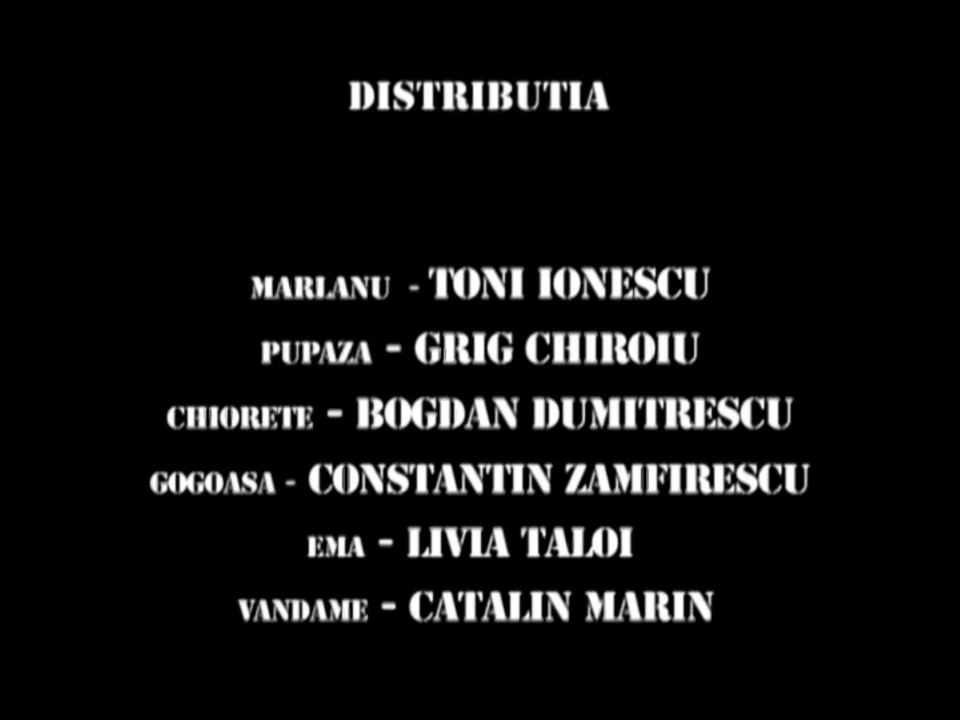 DISTRIBUTIA
MARLANU - TONI IONESCU
PUPAZA - GRIG CHIROIU
CHIORETE - BOGDAN DUMITRESCU
GOGOASA - CONSTANTIN ZAMFIRESCU
EMA - LIVIA TALOI
VANDAME - CATALIN MARIN